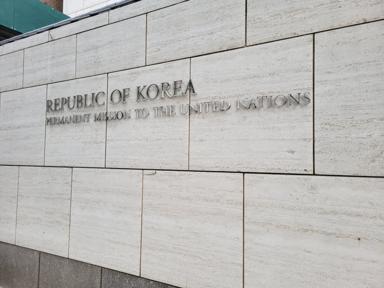 REPUBLIC OF KOREA
PERMANENT MISSION TO THE UNITED NATIONS